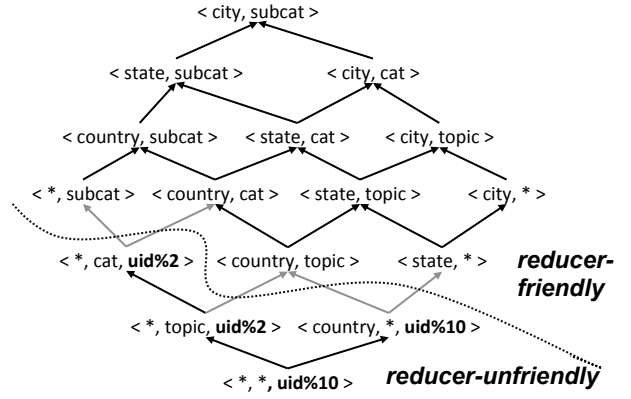 < city, subcat >
< state, subcat > < city, cat >
< country, subcat > < state, cat > < city, topic >
< *, subcat > < country, cat > < state, topic > < city, * >
< *, cat, uid%2 > < country, topic > < state, * > reducer-
friendly
< *, topic, uid%2 > < country, *, uid%10 >
< *, *, uid%10 > reducer-unfriendly